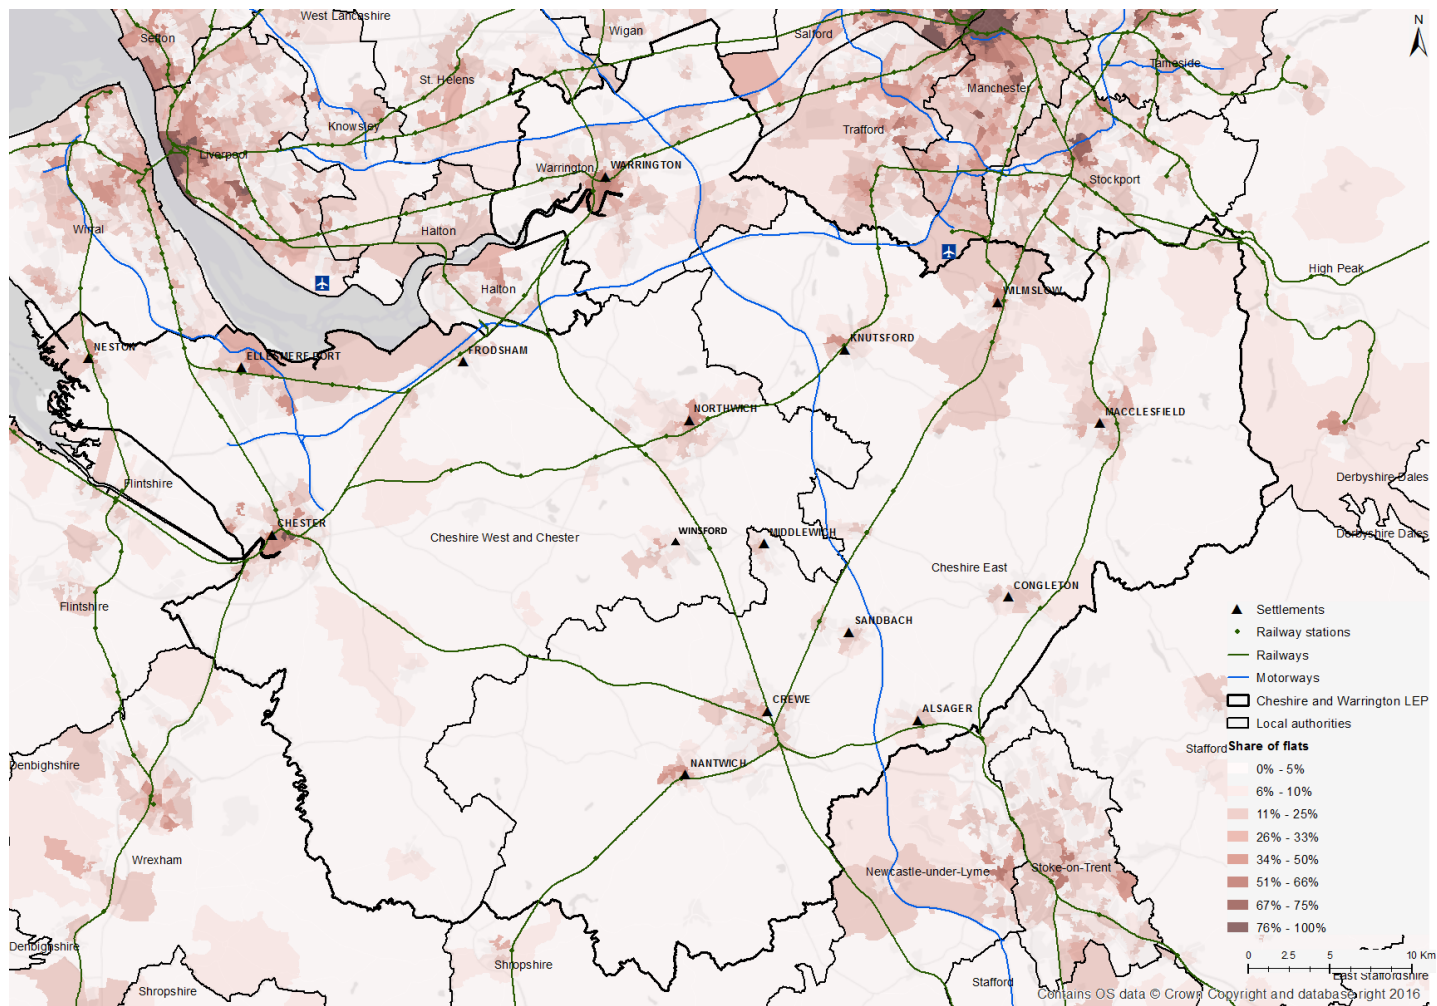 West Lancashire
Wigan
Salford
N
Sefton
St. Helens
Tameside
Manchester
Knowsley
Trafford
Liverpool
Warrington
WARRINGTON
Stockport
Wirral
Halton
High Peak
Halton
WILMSLOW
NESTON
ELLESMERE PORT
FRODSHAM
KNUTSFORD
NORTHWICH
MACCLESFIELD
Flintshire
Derbyshire Dales
CHESTER
WINSFORD
MIDDLEWICH
Cheshire West and Chester
Derbyshire Dales
Cheshire East
CONGLETON
Flintshire
SANDBACH
Settlements
Railway stations
Railways
Motorways
Cheshire and Warrington LEP
Local authorities
CREWE
ALSAGER
Stafford
Share of flats
Denbighshire
NANTWICH
0% - 5%
6% - 10%
11% - 25%
26% - 33%
34% - 50%
51% - 66%
67% - 75%
76% - 100%
Wrexham
Newcastle-under-Lyme
Stoke-on-Trent
Denbighshire
Shropshire
Shropshire
Stafford
0 2.5 5 10 Km
East Staffordshire
Contains OS data © Crown Copyright and database right 2016